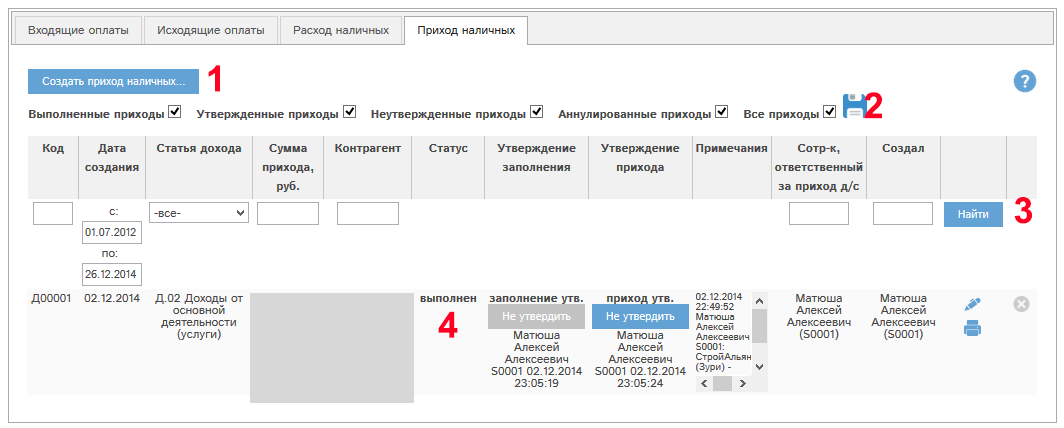 Входящие оплаты Исходящие оплаты Расход наличных Приход наличных
Создать приход наличных... 1 ?
Выполненные приходы Утвержденные приходы Неутвержденные приходы Аннулированные приходы Все приходы 2
Код Дата создания Статья дохода Сумма прихода, руб. Контрагент Статус Утверждение заполнения Утверждение прихода Примечания Сотр-к, ответственный за приход д/с Создал
с:
-все- Найти 3
01.07.2012
по:
26.12.2014
Д00001 02.12.2014 Д.02 Доходы от основной деятельности (услуги)
выполнен
4
заполнение утв.
Не утвердить
Матюша
Алексей
Алексеевич
S0001 02.12.2014
23:05:19
приход утв.
Не утвердить
Матюша
Алексей
Алексеевич
S0001 02.12.2014
23:05:24
02.12.2014
22:49:52
Матюша
Алексей
Алексеевич
S0001:
СтройАльян
(Зури) -
Матюша
Алексей
Алексеевич
(S0001)
Матюша
Алексей
Алексеевич
(S0001)